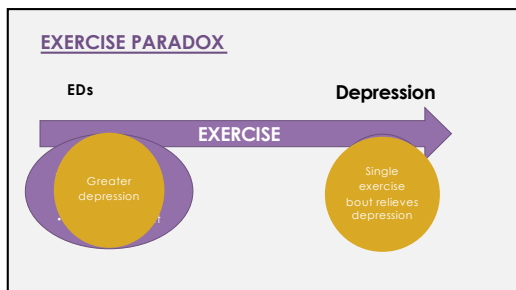 EXERCISE PARADOX
EDs
Depression
EXERCISE
Greater
depression
Single
exercise
bout relieves
depression